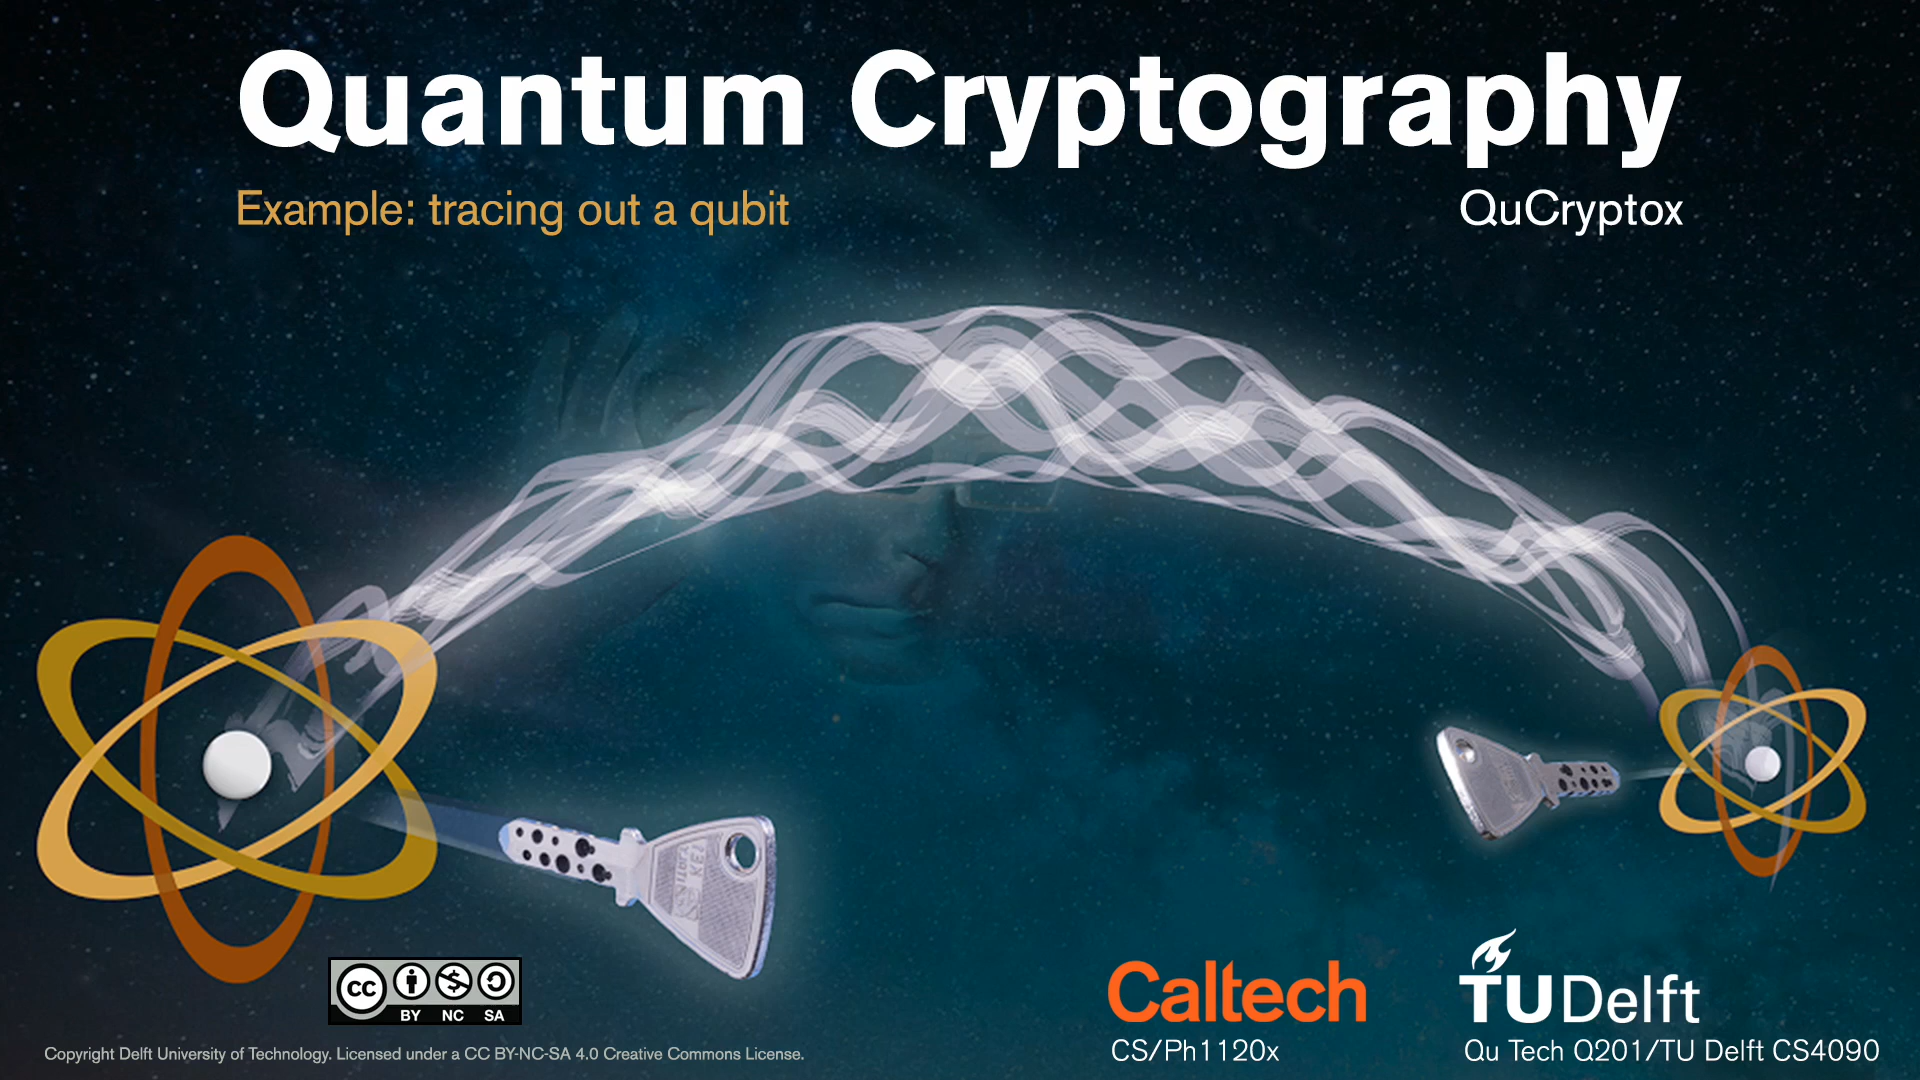 Quantum Cryptography
Example: tracing out a qubit
QuCryptox
cc
BY NC SA
Caltech
CS/Ph1120x
TUDelft
Qu Tech Q201/TU Delft CS4090
Copyright Delft University of Technology. Licensed under a CC BY-NC-SA 4.0 Creative Commons License.